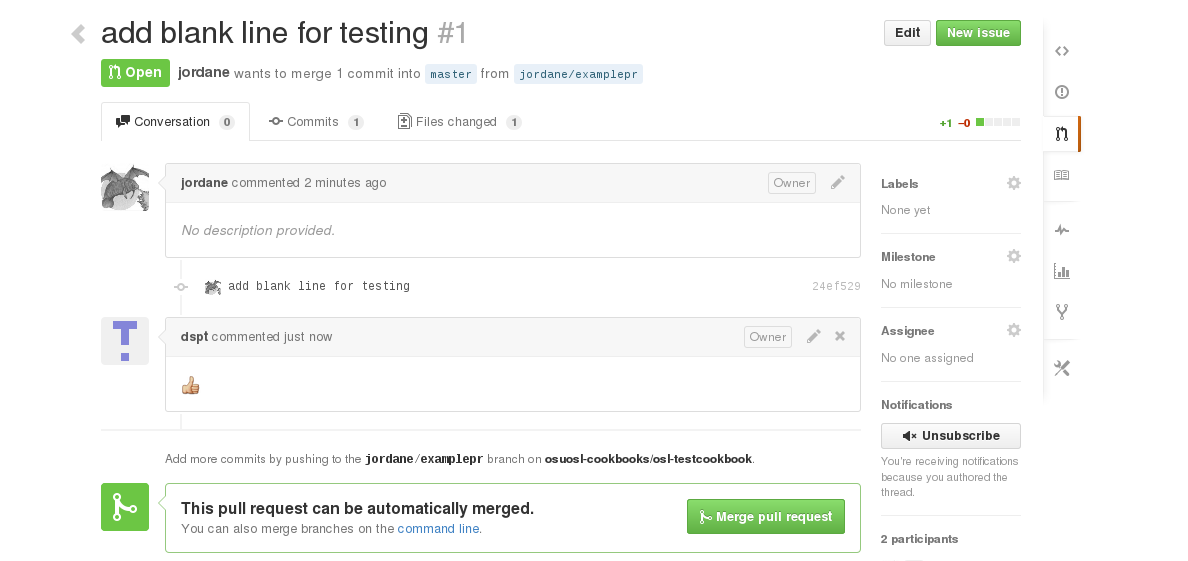 add blank line for testing #1
Edit
New issue
Open jordane wants to merge 1 commit into master from jordane/examplepr
Conversation 0
Commits 1
Files changed 1
+1 −0
jordane commented 2 minutes ago
Owner
No description provided.
add blank line for testing
24ef529
dspt commented just now
Owner
Add more commits by pushing to the jordane/examplepr branch on osuosl-cookbooks/osl-testcookbook.
This pull request can be automatically merged.
You can also merge branches on the command line.
Merge pull request
Labels
None yet
Milestone
No milestone
Assignee
No one assigned
Notifications
Unsubscribe
You're receiving notifications
because you authored the
thread.
2 participants